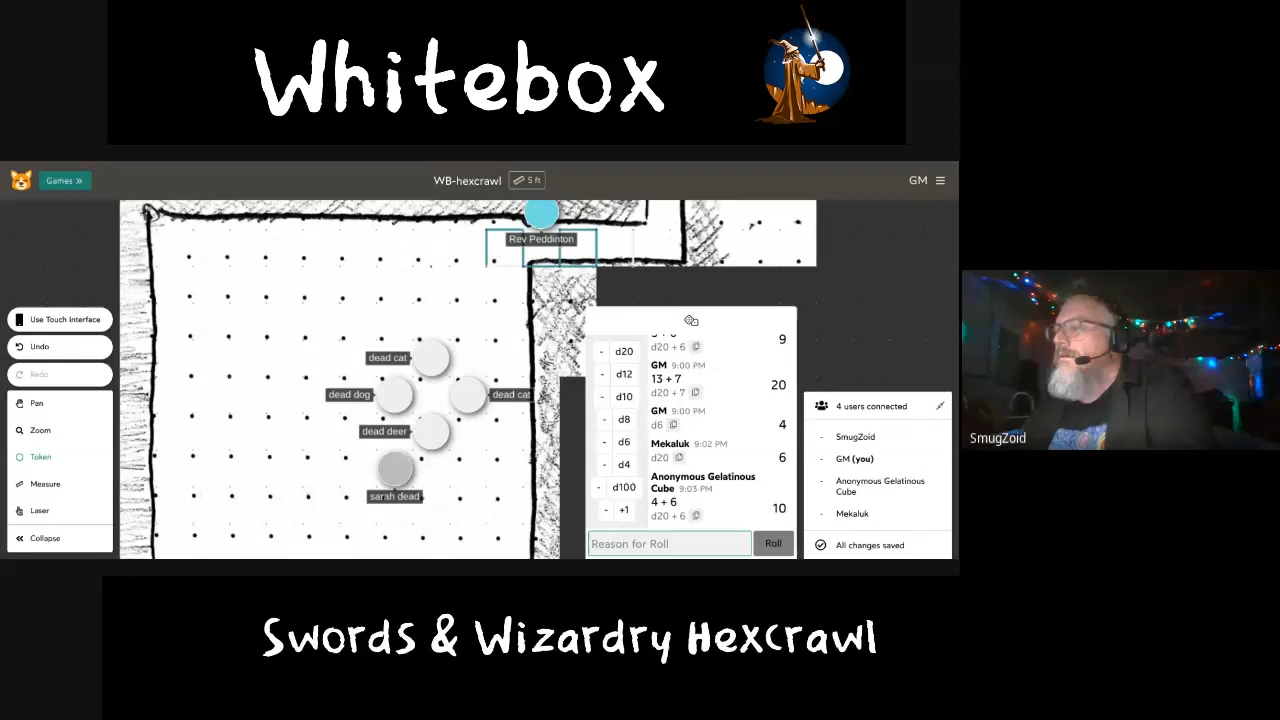 Whitebox
Games »
WB-hexcrawl
5 ft
GM
Rev Peddinton
Use Touch Interface
Undo
Redo
Pan
Zoom
Token
Measure
Laser
Collapse
dead cat
dead dog
dead cat
dead deer
sarah dead
- d20
- d12
- d10
- d8
- d6
- d4
- d100
- +1
9
d20 + 6
GM 9:00 PM
13 + 7
20
d20 + 7
GM 9:00 PM
d6
4
Mekaluk 9:02 PM
d20
6
Anonymous Gelatinous
Cube 9:03 PM
4 + 6
10
d20 + 6
Reason for Roll
Roll
4 users connected
- SmugZoid
- GM (you)
- Anonymous Gelatinous
Cube
- Mekaluk
All changes saved
SmugZoid
Swords & Wizardry Hexcrawl